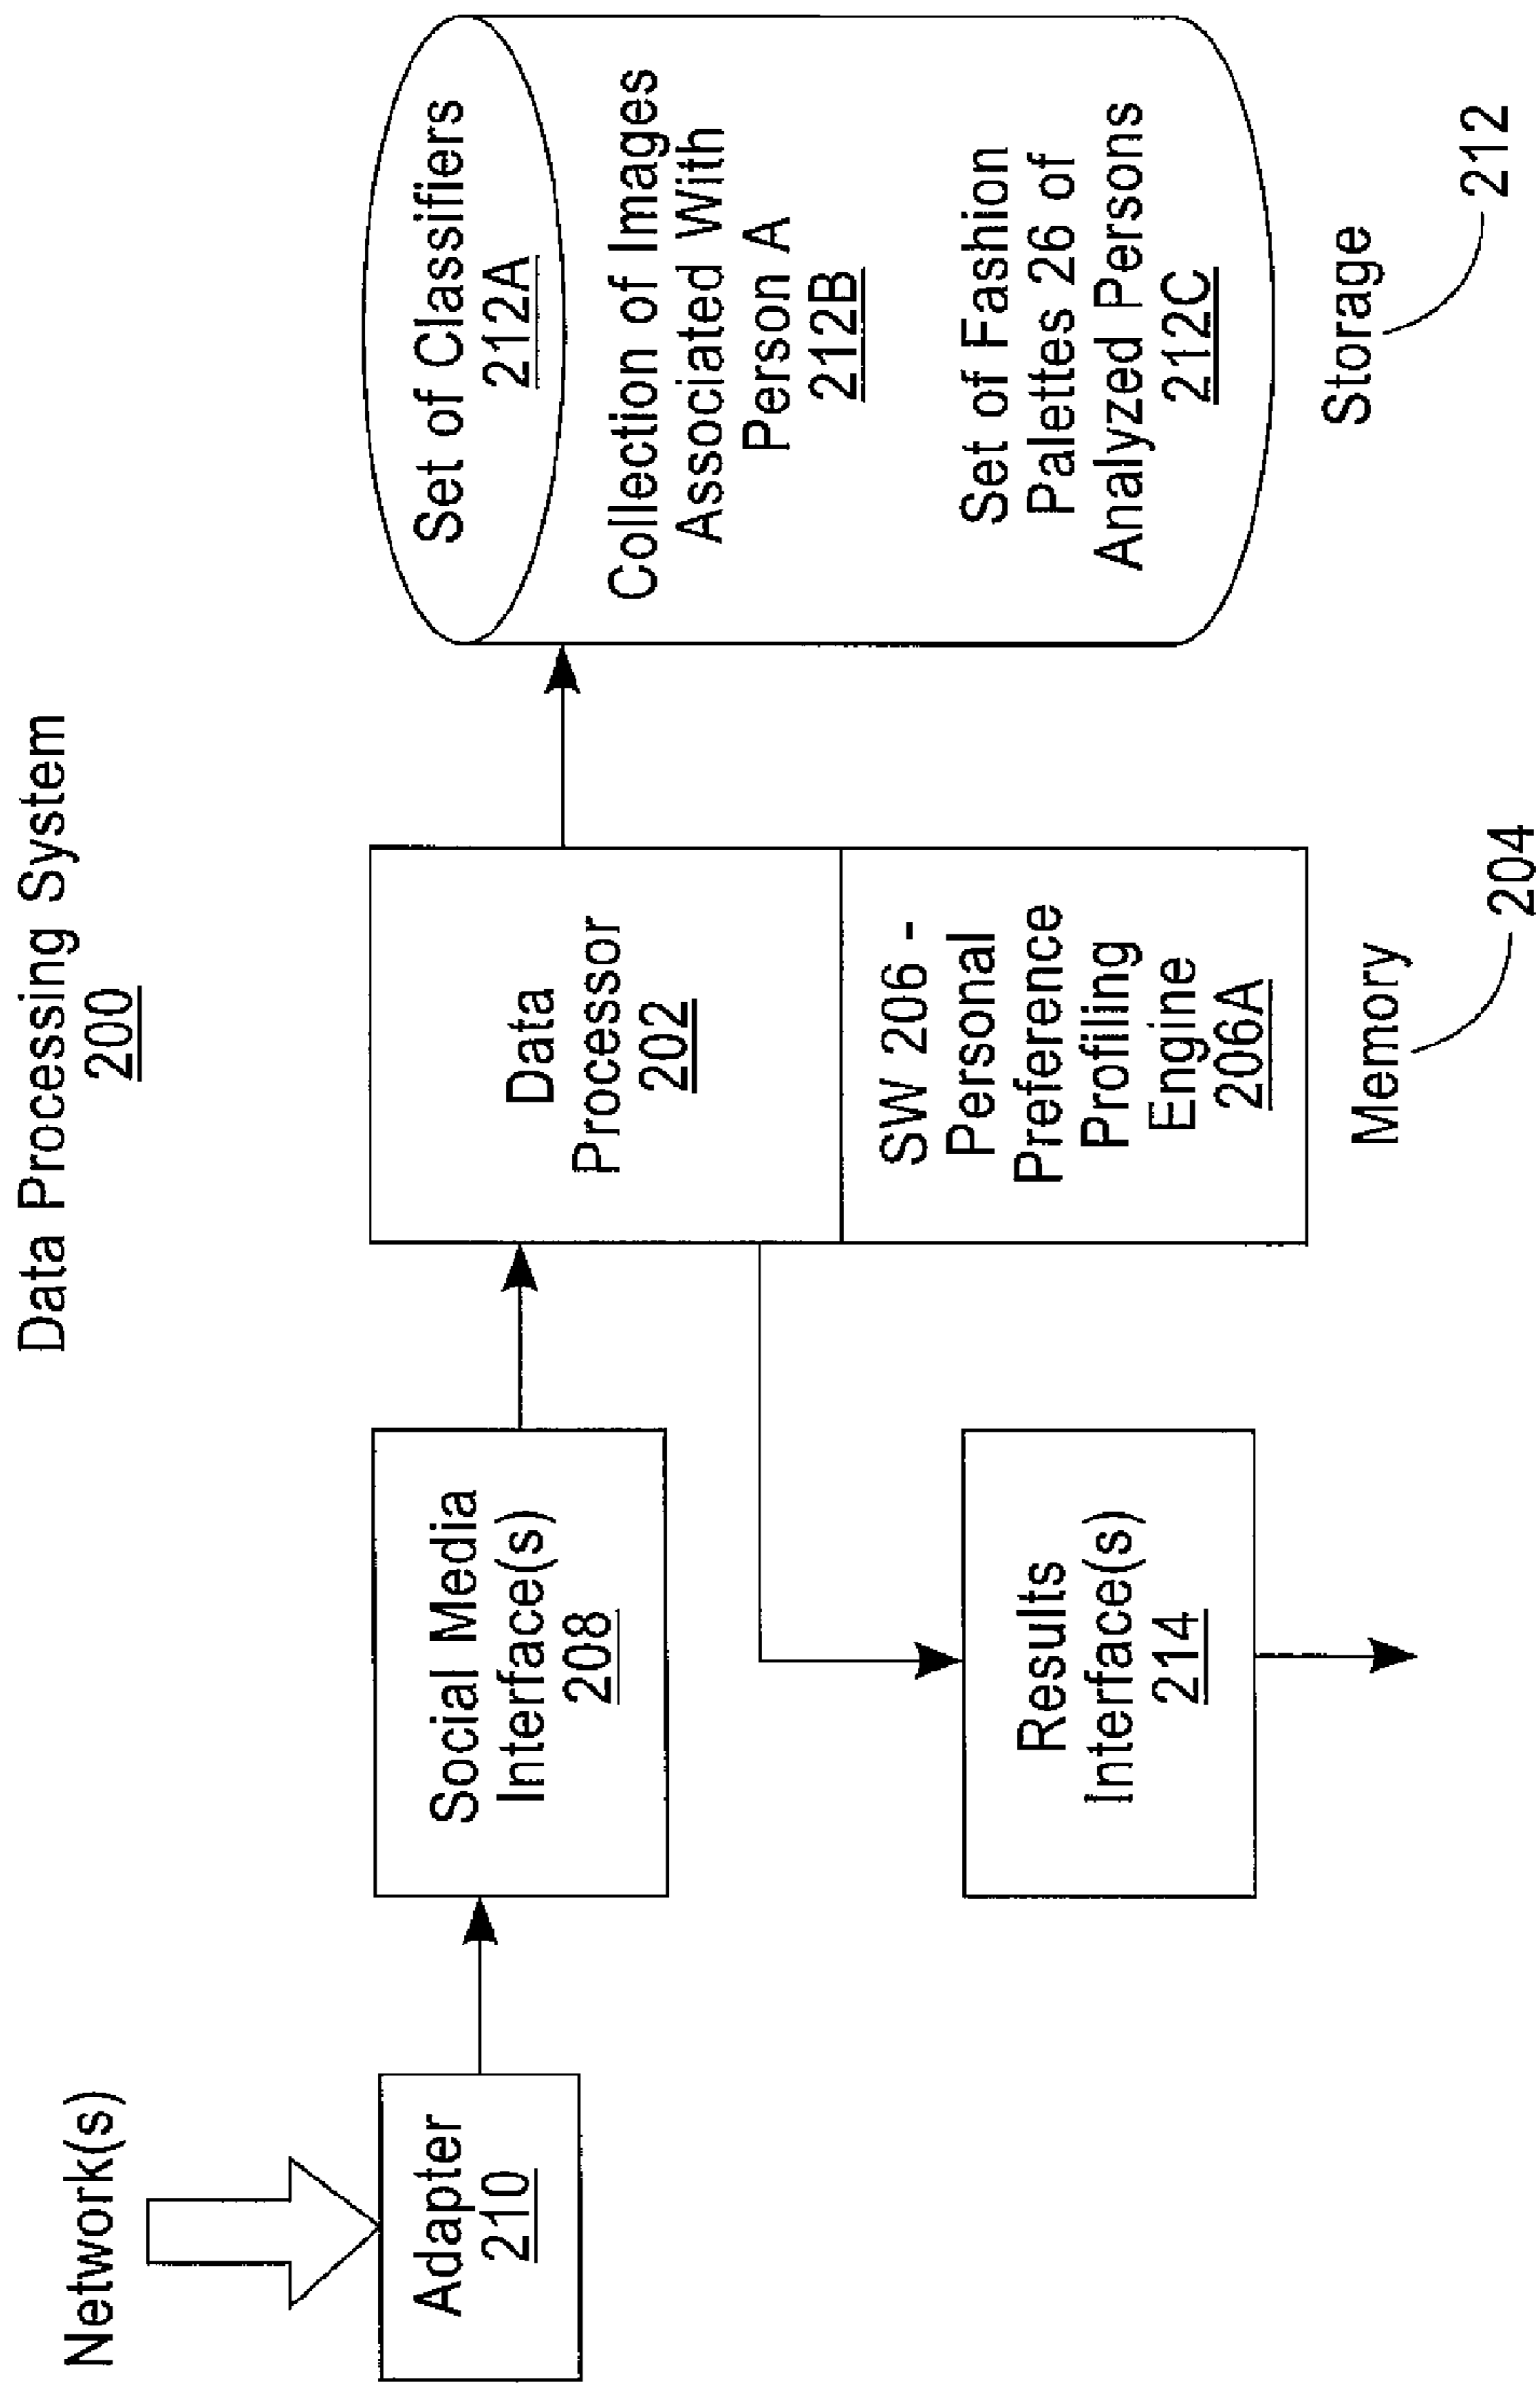 Data Processing System
200
Network(s)
Adapter
210
Social Media
Interface(s)
208
Results
Interface(s)
214
Data
Processor
202
SW 206 -
Personal
Preference
Profiling
Engine
206A
Memory
204
Set of Classifiers
212A
Collection of Images
Associated With
Person A
212B
Set of Fashion
Palettes 26 of
Analyzed Persons
212C
Storage
212